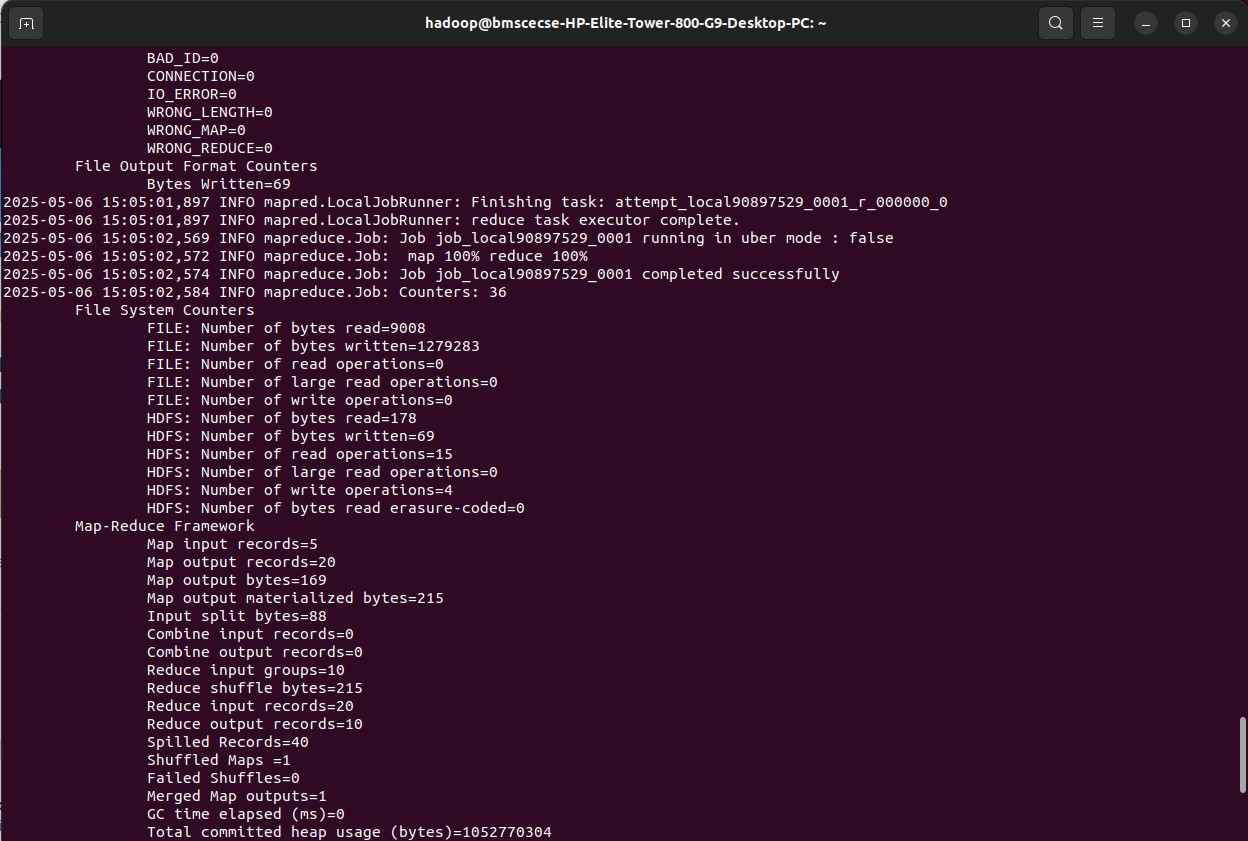 hadoop@bmscecse-HP-Elite-Tower-800-G9-Desktop-PC: ~
BAD_ID=0
CONNECTION=0
IO_ERROR=0
WRONG_LENGTH=0
WRONG_MAP=0
WRONG_REDUCE=0
File Output Format Counters
Bytes Written=69
2025-05-06 15:05:01,897 INFO mapred.LocalJobRunner: Finishing task: attempt_local90897529_0001_r_000000_0
2025-05-06 15:05:01,897 INFO mapred.LocalJobRunner: reduce task executor complete.
2025-05-06 15:05:02,569 INFO mapreduce.Job: Job job_local90897529_0001 running in uber mode : false
2025-05-06 15:05:02,572 INFO mapreduce.Job:  map 100% reduce 100%
2025-05-06 15:05:02,574 INFO mapreduce.Job: Job job_local90897529_0001 completed successfully
2025-05-06 15:05:02,584 INFO mapreduce.Job: Counters: 36
File System Counters
FILE: Number of bytes read=9008
FILE: Number of bytes written=1279283
FILE: Number of read operations=0
FILE: Number of large read operations=0
FILE: Number of write operations=0
HDFS: Number of bytes read=178
HDFS: Number of bytes written=69
HDFS: Number of read operations=15
HDFS: Number of large read operations=0
HDFS: Number of write operations=4
HDFS: Number of bytes read erasure-coded=0
Map-Reduce Framework
Map input records=5
Map output records=20
Map output bytes=169
Map output materialized bytes=215
Input split bytes=88
Combine input records=0
Combine output records=0
Reduce input groups=10
Reduce shuffle bytes=215
Reduce input records=20
Reduce output records=10
Spilled Records=40
Shuffled Maps =1
Failed Shuffles=0
Merged Map outputs=1
GC time elapsed (ms)=0
Total committed heap usage (bytes)=1052770304